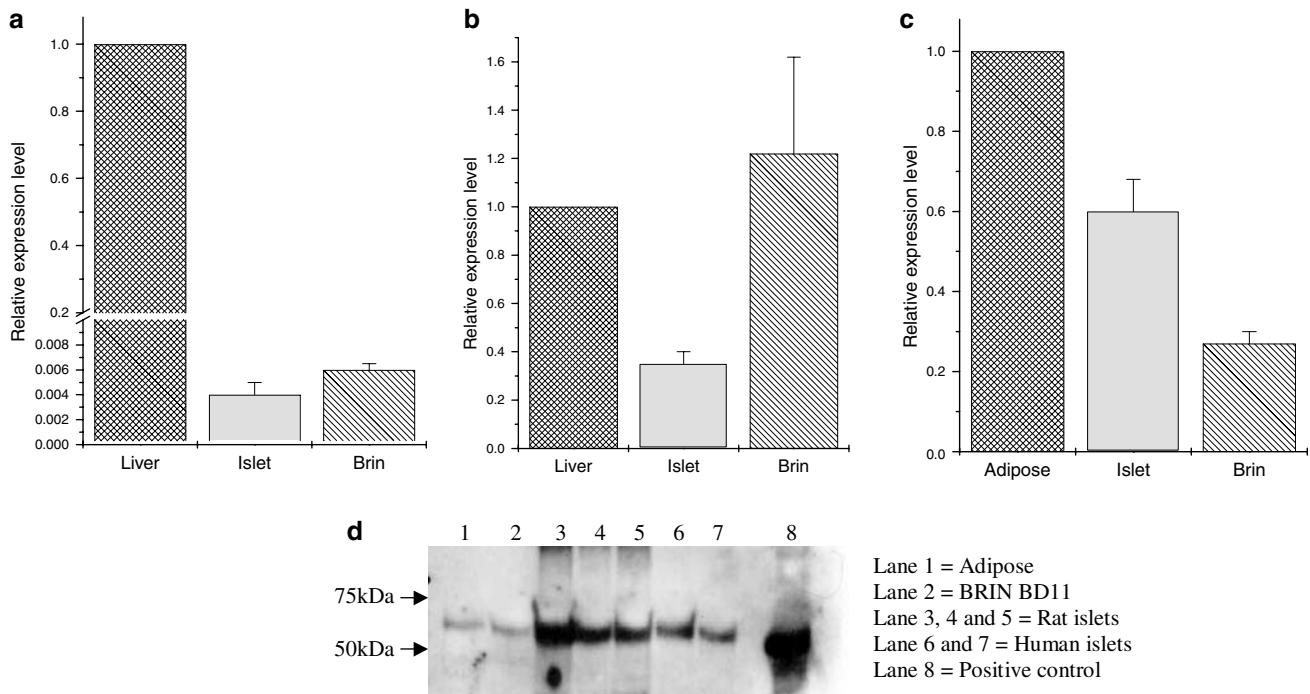 a
Relative expression level
1.0
0.8
0.6
0.4
0.2
0.008
0.006
0.004
0.002
0.000
Liver Islet Brin
b
Relative expression level
1.6
1.4
1.2
1.0
0.8
0.6
0.4
0.2
0.0
Liver Islet Brin
c
Relative expression level
1.0
0.8
0.6
0.4
0.2
0.0
Adipose Islet Brin
d
1 2 3 4 5 6 7 8
75kDa
50kDa
Lane 1 = Adipose
Lane 2 = BRIN BD11
Lane 3, 4 and 5 = Rat islets
Lane 6 and 7 = Human islets
Lane 8 = Positive control